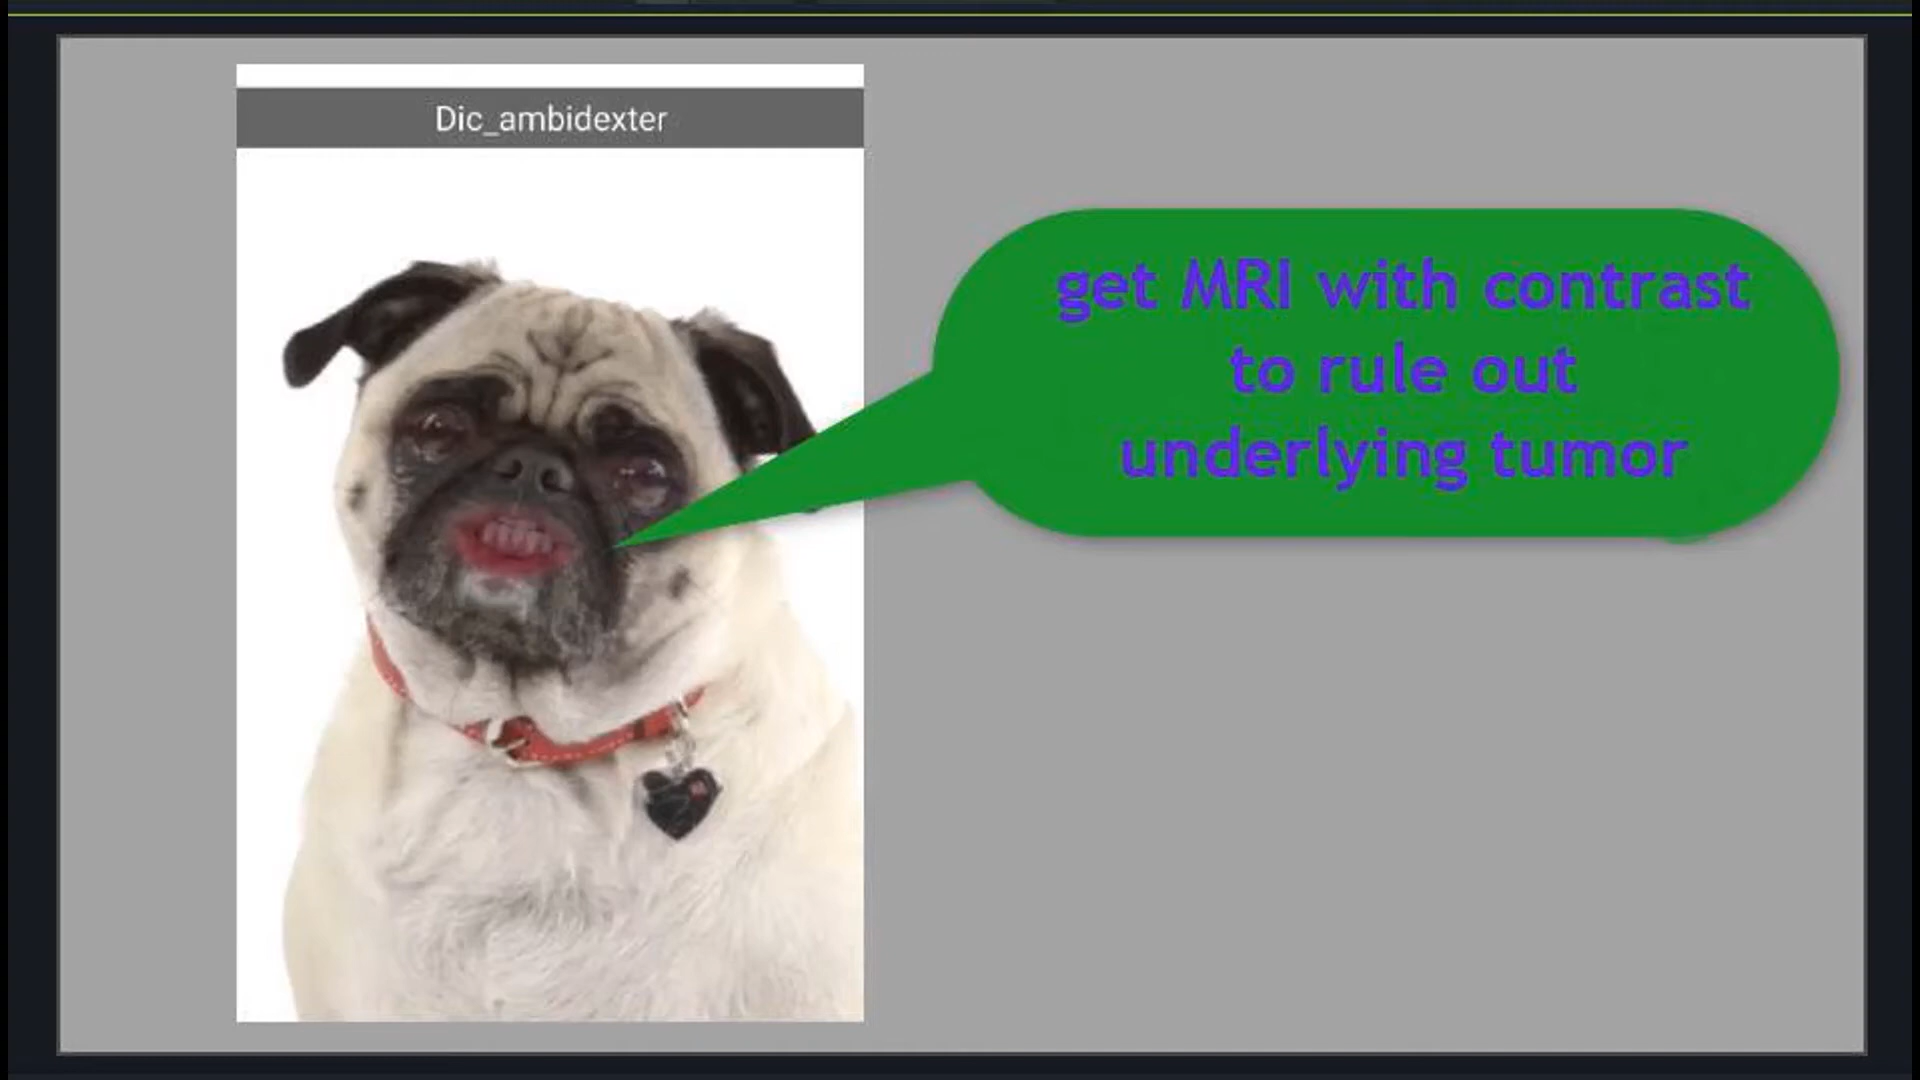 Dic_ambidexter
get MRI with contrast
to rule out
underlying tumor